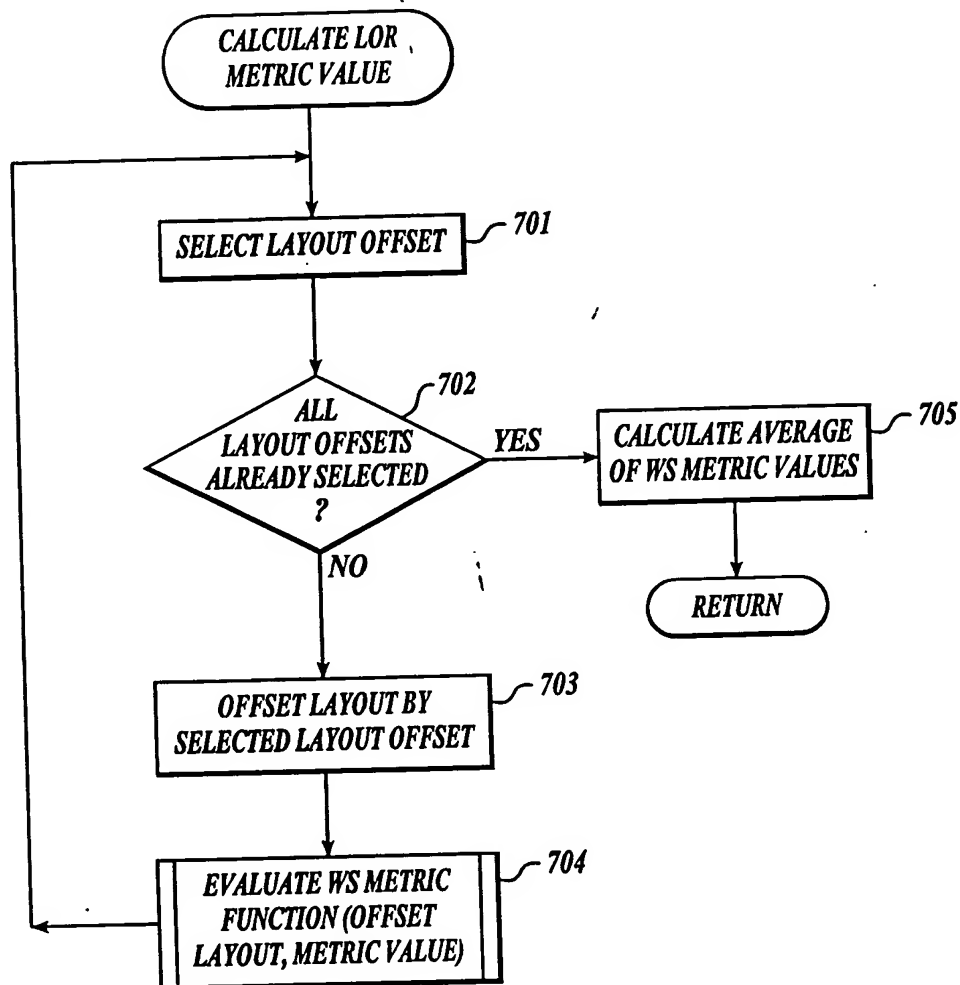 CALCULATE LOR
METRIC VALUE
SELECT LAYOUT OFFSET
701
ALL
LAYOUT OFFSETS
ALREADY SELECTED
?
702
YES
CALCULATE AVERAGE
OF WS METRIC VALUES
705
RETURN
NO
OFFSET LAYOUT BY
SELECTED LAYOUT OFFSET
703
EVALUATE WS METRIC
FUNCTION (OFFSET
LAYOUT, METRIC VALUE)
704